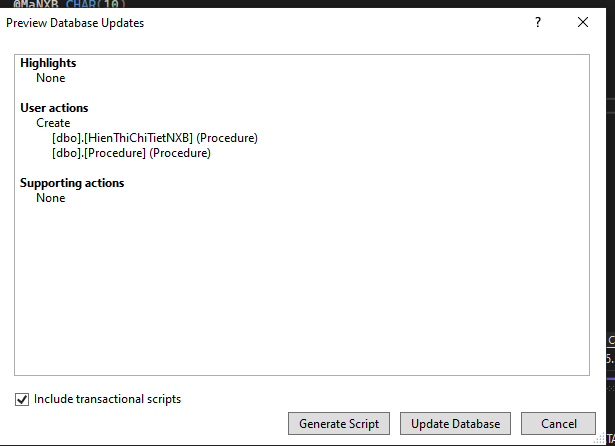 @MaNXB CHAR(10)
Preview Database Updates
?
Highlights
None
User actions
Create
[dbo].[HienThiChiTietNXB] (Procedure)
[dbo].[Procedure] (Procedure)
Supporting actions
None
Include transactional scripts
Generate Script
Update Database
Cancel